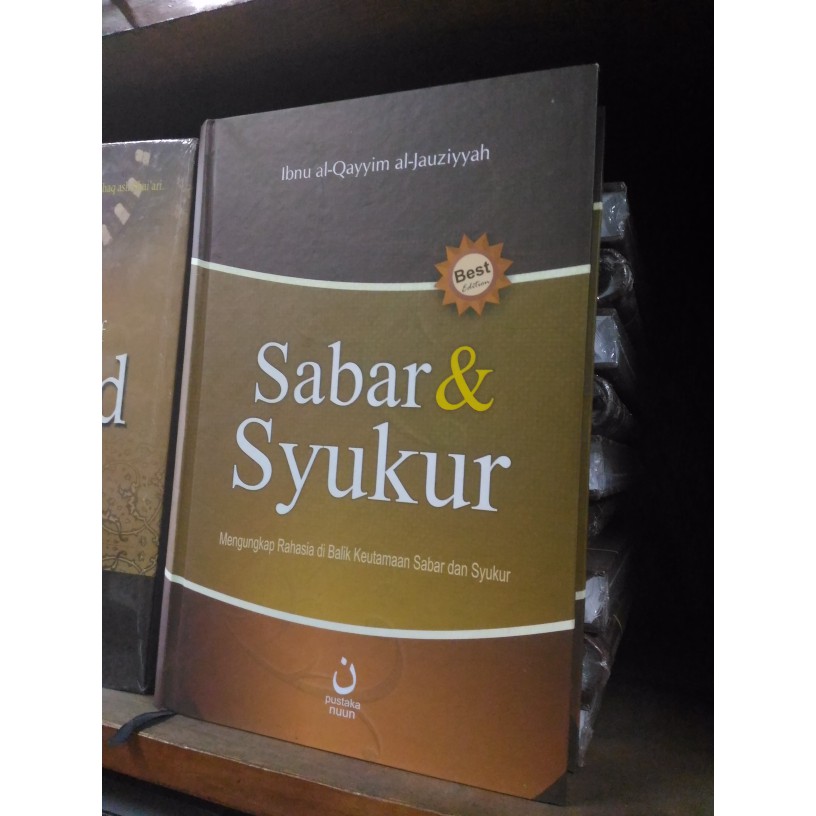 Ibnu al-Qayyim al-Jauziyyah
Best
Edition
Sabar &
Syukur
Mengungkap Rahasia di Balik Keutamaan Sabar dan Syukur
ن
pustaka
nuun